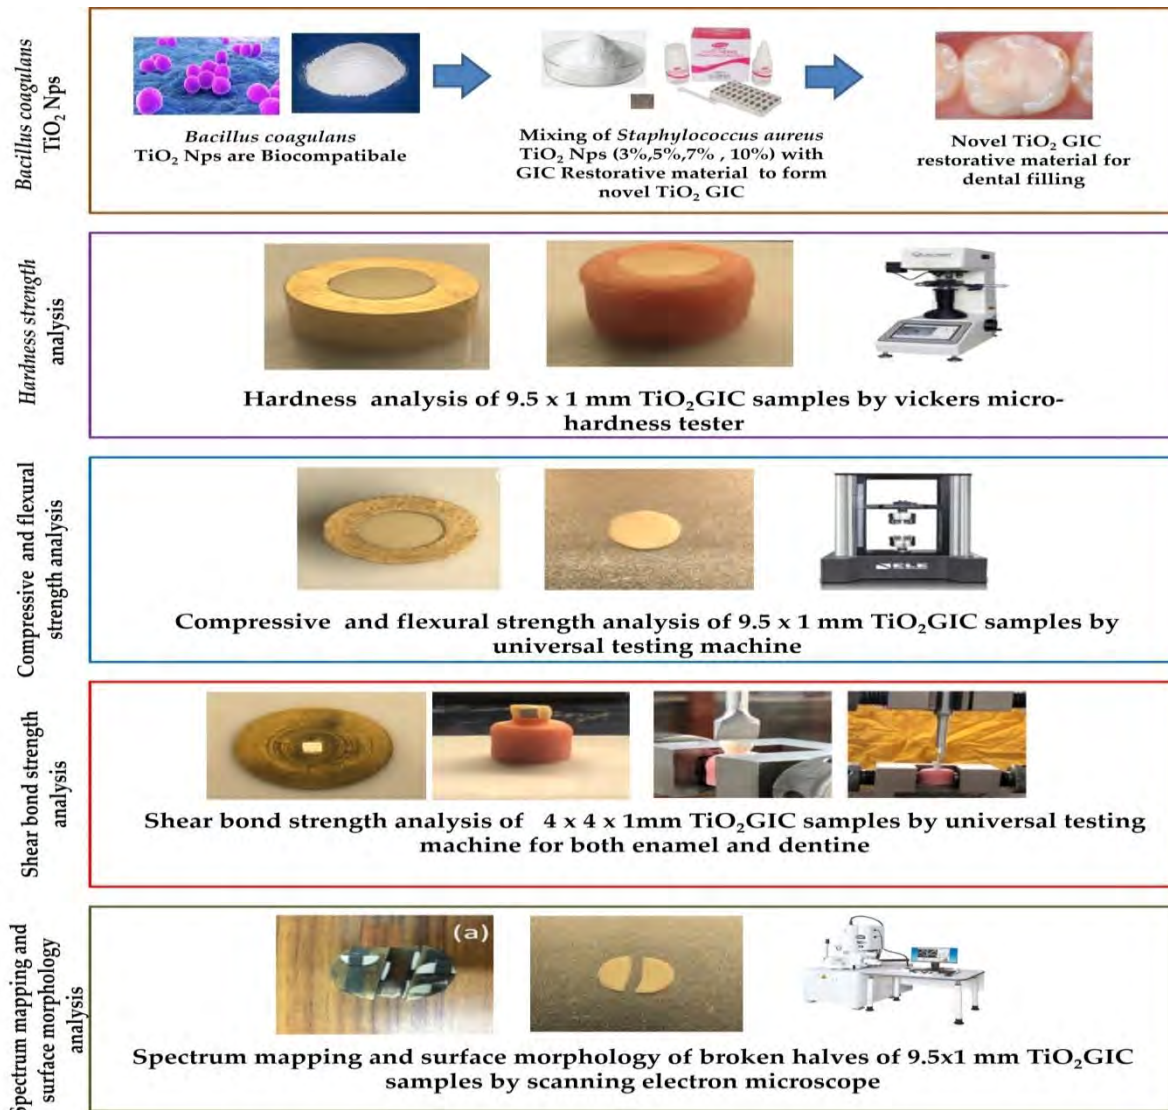 Bacillus coagulans
TiO₂ Nps
Bacillus coagulans
TiO₂ Nps are Biocompatibale
Mixing of Staphylococcus aureus
TiO₂ Nps (3%,5%,7% , 10%) with
GIC Restorative material to form
novel TiO₂ GIC
Novel TiO₂ GIC
restorative material for
dental filling
Hardness strength
analysis
Hardness analysis of 9.5 x 1 mm TiO₂GIC samples by vickers micro-
hardness tester
Compressive and flexural
strength analysis
ELE
Compressive and flexural strength analysis of 9.5 x 1 mm TiO₂GIC samples by
universal testing machine
Shear bond strength
analysis
Shear bond strength analysis of 4 x 4 x 1mm TiO₂GIC samples by universal testing
machine for both enamel and dentine
Spectrum mapping and
surface morphology
analysis
(a)
Spectrum mapping and surface morphology of broken halves of 9.5x1 mm TiO₂GIC
samples by scanning electron microscope